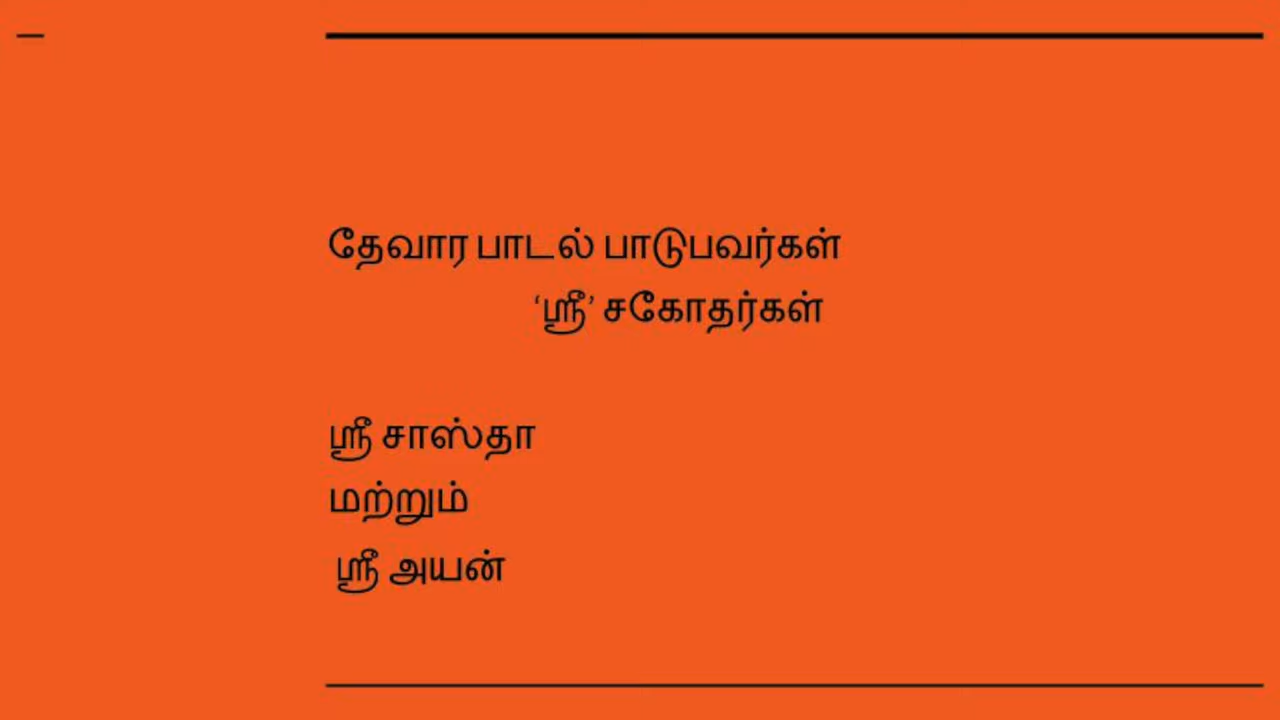 தேவார பாடல் பாடுபவர்கள்
‘ஸ்ரீ’ சகோதர்கள்
ஸ்ரீ சாஸ்தா
மற்றும்
ஸ்ரீ அயன்